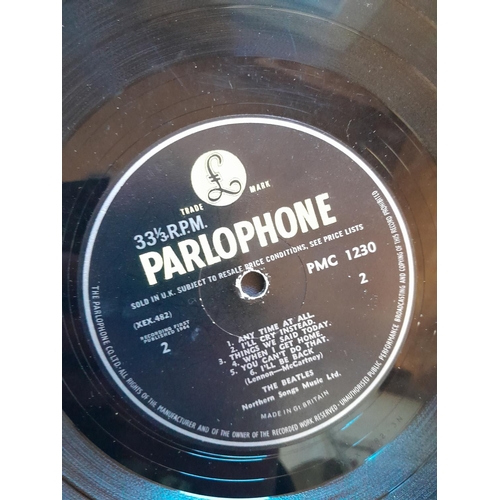 £
TRADE MARK
33⅓ R.P.M.
PARLOPHONE
SOLD IN U.K. SUBJECT TO RESALE PRICE CONDITIONS, SEE PRICE LISTS
PMC 1230
2
(XEX.482)
RECORDING FIRST
PUBLISHED 1964
2
1. ANY TIME AT ALL
2. I'LL CRY INSTEAD.
3. THINGS WE SAID TODAY.
4. WHEN I GET HOME.
5. YOU CAN'T DO THAT.
6. I'LL BE BACK
(Lennon—McCartney)
THE BEATLES
Northern Songs Music Ltd.
MADE IN GT. BRITAIN
THE PARLOPHONE CO. LTD. ALL RIGHTS OF THE MANUFACTURER AND OF THE OWNER OF THE RECORDED WORK RESERVED · UNAUTHORISED PUBLIC PERFORMANCE BROADCASTING AND COPYING OF THIS RECORD PROHIBITED